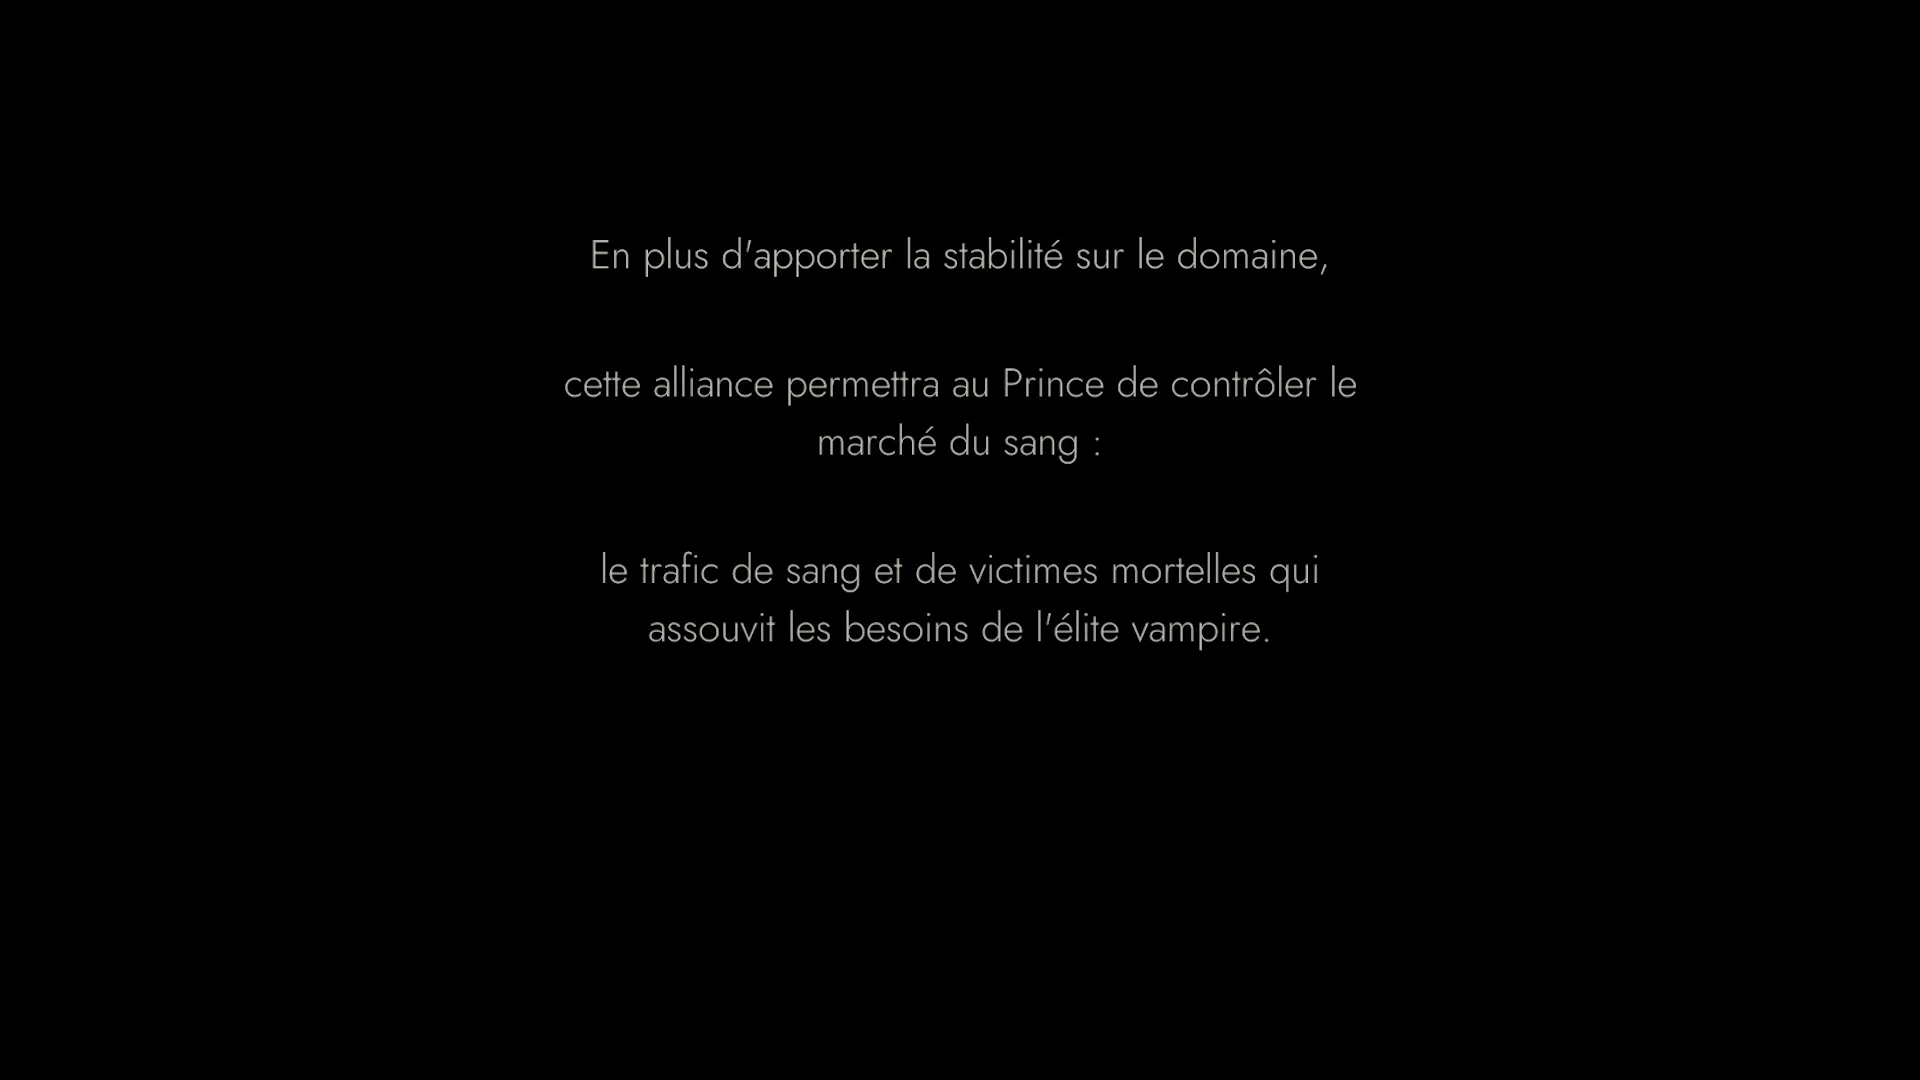 En plus d'apporter la stabilité sur le domaine,
cette alliance permettra au Prince de contrôler le
marché du sang :
le trafic de sang et de victimes mortelles qui
assouvit les besoins de l'élite vampire.